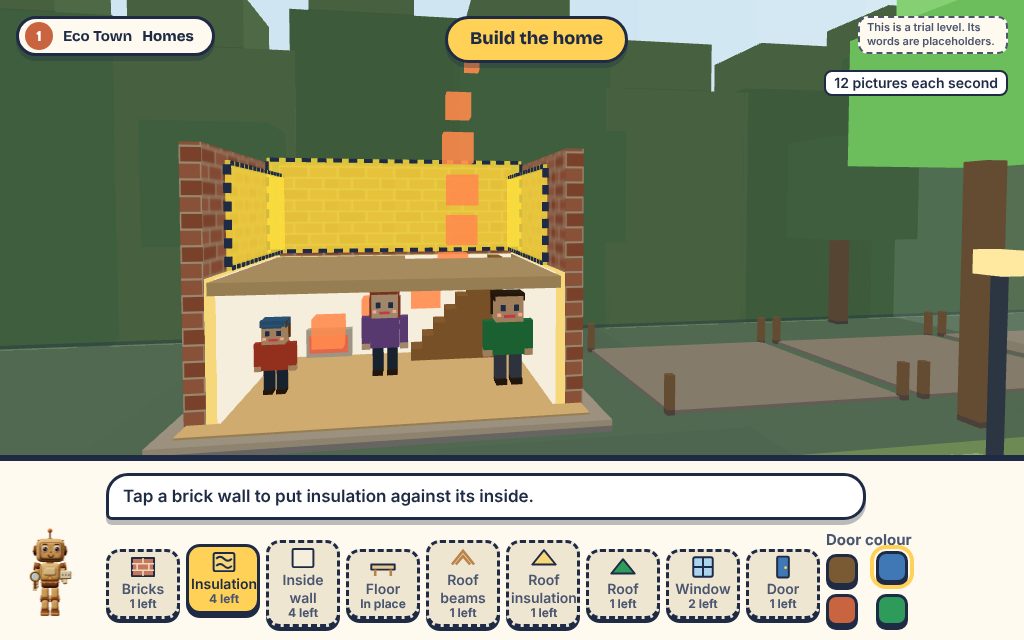 1 Eco Town Homes
Build the home
This is a trial level. Its
words are placeholders.
12 pictures each second
Tap a brick wall to put insulation against its inside.
Bricks
1 left
Insulation
4 left
Inside
wall
4 left
Floor
In place
Roof
beams
1 left
Roof
insulation
1 left
Roof
1 left
Window
2 left
Door
1 left
Door colour